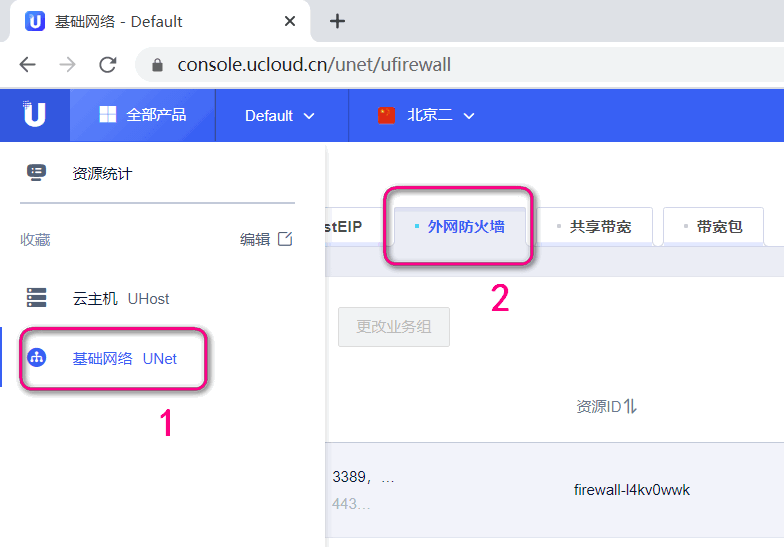 基础网络 - Default
console.ucloud.cn/unet/ufirewall
U 全部产品 Default 北京二
资源统计
收藏 编辑
stEIP 外网防火墙 共享带宽 带宽包
云主机 UHost
2
更改业务组
基础网络 UNet
1
资源ID
3389, ...
443...
firewall-l4kv0wwk